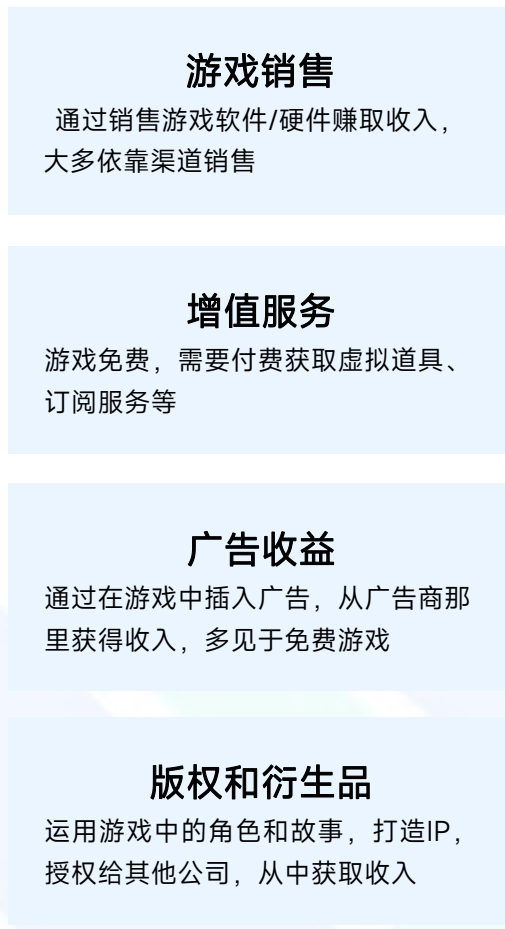 游戏销售
通过销售游戏软件/硬件赚取收入，
大多依靠渠道销售
增值服务
游戏免费，需要付费获取虚拟道具、
订阅服务等
广告收益
通过在游戏中插入广告，从广告商那
里获得收入，多见于免费游戏
版权和衍生品
运用游戏中的角色和故事，打造IP，
授权给其他公司，从中获取收入